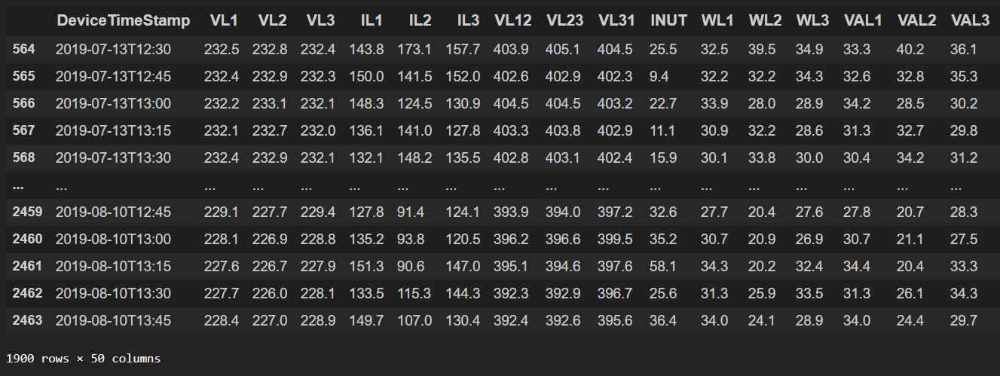 DeviceTimeStamp VL1 VL2 VL3 IL1 IL2 IL3 VL12 VL23 VL31 INUT WL1 WL2 WL3 VAL1 VAL2 VAL3
564 2019-07-13T12:30 232.5 232.8 232.4 143.8 173.1 157.7 403.9 405.1 404.5 25.5 32.5 39.5 34.9 33.3 40.2 36.1
565 2019-07-13T12:45 232.4 232.9 232.3 150.0 141.5 152.0 402.6 402.9 402.3 9.4 32.2 32.2 34.3 32.6 32.8 35.3
566 2019-07-13T13:00 232.2 233.1 232.1 148.3 124.5 130.9 404.5 404.5 403.2 22.7 33.9 28.0 28.9 34.2 28.5 30.2
567 2019-07-13T13:15 232.1 232.7 232.0 136.1 141.0 127.8 403.3 403.8 402.9 11.1 30.9 32.2 28.6 31.3 32.7 29.8
568 2019-07-13T13:30 232.4 232.9 232.1 132.1 148.2 135.5 402.8 403.1 402.4 15.9 30.1 33.8 30.0 30.4 34.2 31.2
... ... ... ... ... ... ... ... ... ... ... ... ... ... ... ... ... ...
2459 2019-08-10T12:45 229.1 227.7 229.4 127.8 91.4 124.1 393.9 394.0 397.2 32.6 27.7 20.4 27.6 27.8 20.7 28.3
2460 2019-08-10T13:00 228.1 226.9 228.8 135.2 93.8 120.5 396.2 396.6 399.5 35.2 30.7 20.9 26.9 30.7 21.1 27.5
2461 2019-08-10T13:15 227.6 226.7 227.9 151.3 90.6 147.0 395.1 394.6 397.6 58.1 34.3 20.2 32.4 34.4 20.4 33.3
2462 2019-08-10T13:30 227.7 226.0 228.1 133.5 115.3 144.3 392.3 392.9 396.7 25.6 31.3 25.9 33.5 31.3 26.1 34.3
2463 2019-08-10T13:45 228.4 227.0 228.9 149.7 107.0 130.4 392.4 392.6 395.6 36.4 34.0 24.1 28.9 34.0 24.4 29.7
1900 rows × 50 columns